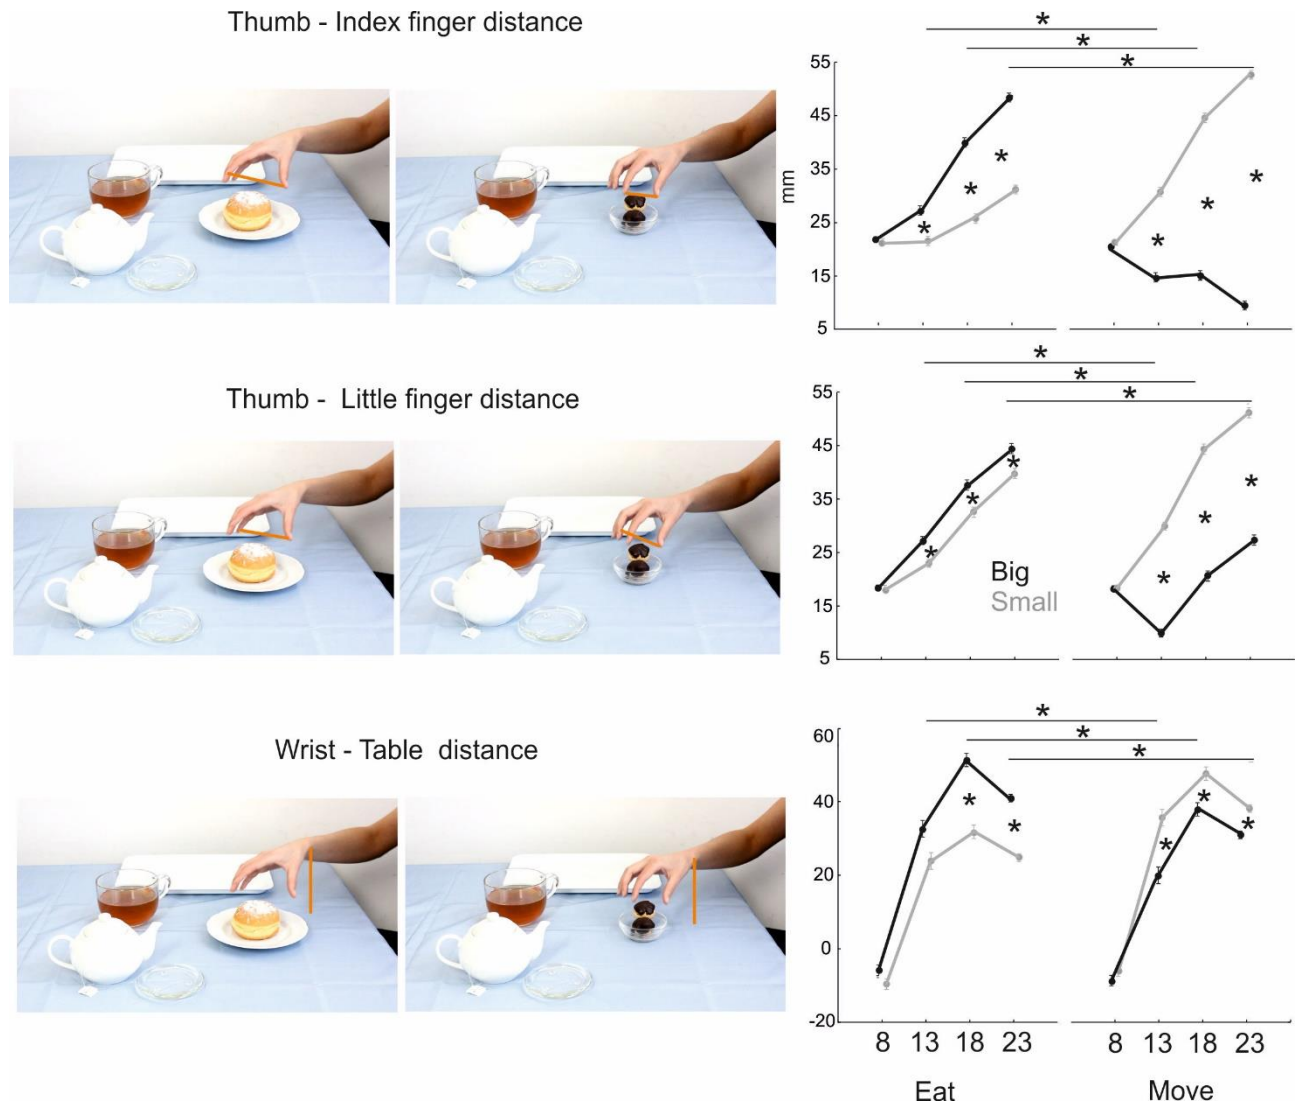 Thumb - Index finger distance
*
*
*
55
45
35
25
15
5
mm
* * *
* * *
Thumb - Little finger distance
*
*
*
55
45
35
25
15
5
* * *
* * *
Big
Small
Wrist - Table distance
*
*
*
60
40
20
0
-20
* *
* * *
8 13 18 23 8 13 18 23
Eat Move